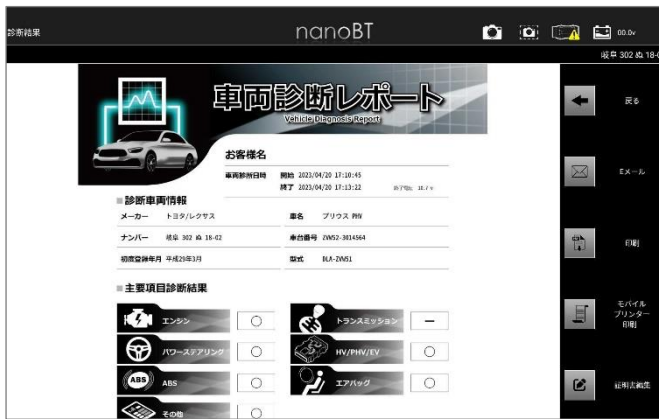 診断結果
nanoBT
00.0v
岐阜 302 ぬ 18-0
車両診断レポート
Vehicle Diagnosis Report
お客様名
車両診断日時 開始 2023/04/20 17:10:45
終了 2023/04/20 17:13:22
診断車両情報
メーカー トヨタ/レクサス 車名 プリウス PHV
ナンバー 岐阜 302 ぬ 18-02 車台番号 ZVW52-3014564
初度登録年月 平成29年3月 型式 DLA-ZVW51
主要項目診断結果
エンジン ○ トランスミッション ー
パワーステアリング ○ HV/PHV/EV ○
ABS ABS ○ エアバッグ ○
その他 ○
戻る
Eメール
印刷
モバイル
プリンター
印刷
証明書編集